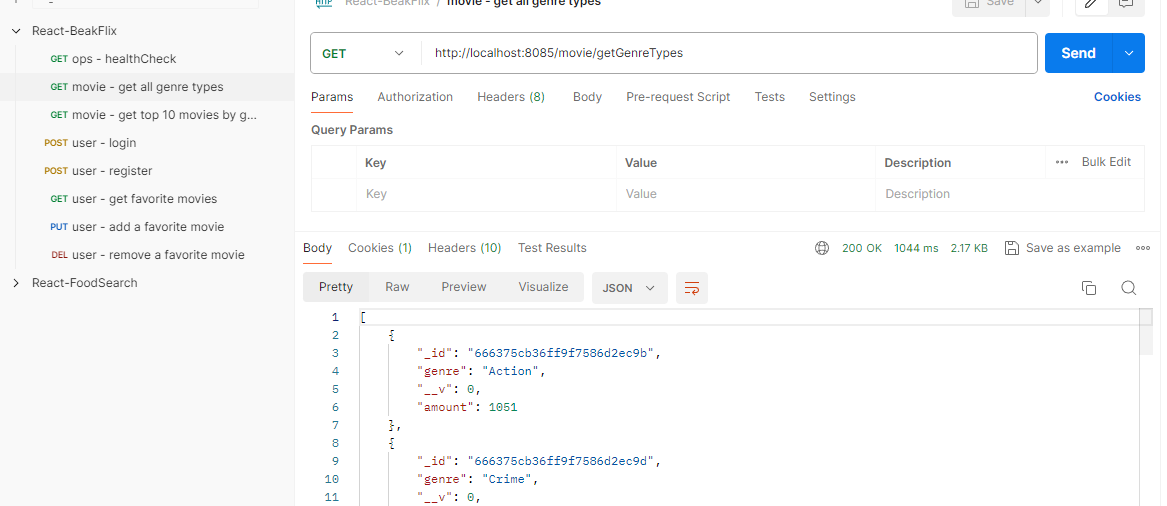 HTTP React-BeakFlix / movie - get all genre types Save
React-BeakFlix
GET ops - healthCheck
GET movie - get all genre types
GET movie - get top 10 movies by g...
POST user - login
POST user - register
GET user - get favorite movies
PUT user - add a favorite movie
DEL user - remove a favorite movie
React-FoodSearch
GET http://localhost:8085/movie/getGenreTypes Send
Params Authorization Headers (8) Body Pre-request Script Tests Settings Cookies
Query Params
Key Value Description ••• Bulk Edit
Key Value Description
Body Cookies (1) Headers (10) Test Results 200 OK 1044 ms 2.17 KB Save as example •••
Pretty Raw Preview Visualize JSON
1 [
2 {
3 "_id": "666375cb36ff9f7586d2ec9b",
4 "genre": "Action",
5 "__v": 0,
6 "amount": 1051
7 },
8 {
9 "_id": "666375cb36ff9f7586d2ec9d",
10 "genre": "Crime",
11 "__v": 0,